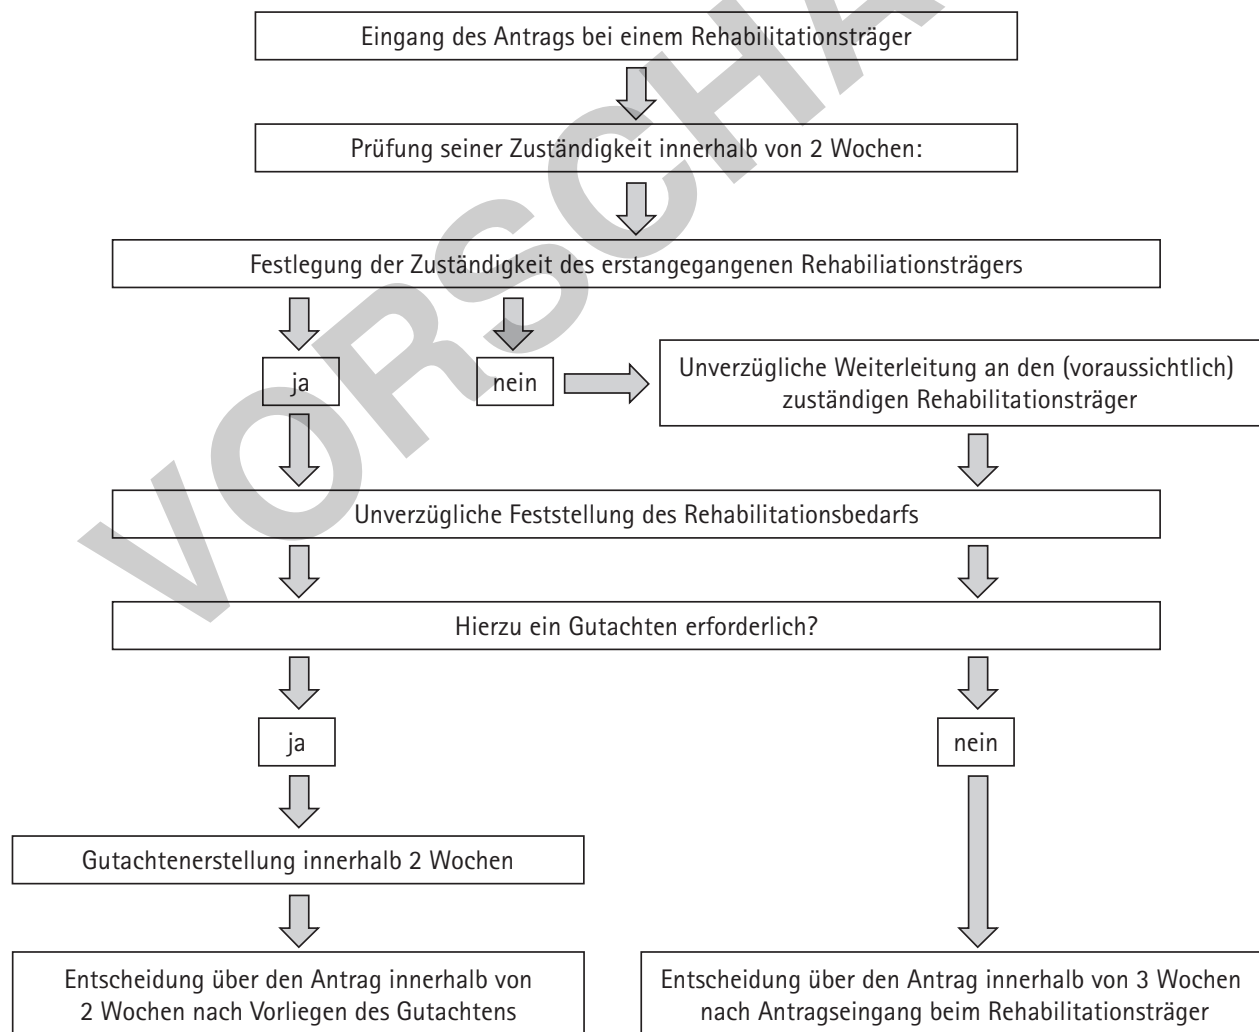 Eingang des Antrags bei einem Rehabilitationsträger
Prüfung seiner Zuständigkeit innerhalb von 2 Wochen:
Festlegung der Zuständigkeit des erstangegangenen Rehabiliationsträgers
ja
nein
Unverzügliche Weiterleitung an den (voraussichtlich)
zuständigen Rehabilitationsträger
Unverzügliche Feststellung des Rehabilitationsbedarfs
Hierzu ein Gutachten erforderlich?
ja
nein
Gutachtenerstellung innerhalb 2 Wochen
Entscheidung über den Antrag innerhalb von
2 Wochen nach Vorliegen des Gutachtens
Entscheidung über den Antrag innerhalb von 3 Wochen
nach Antragseingang beim Rehabilitationsträger
VORSCHA